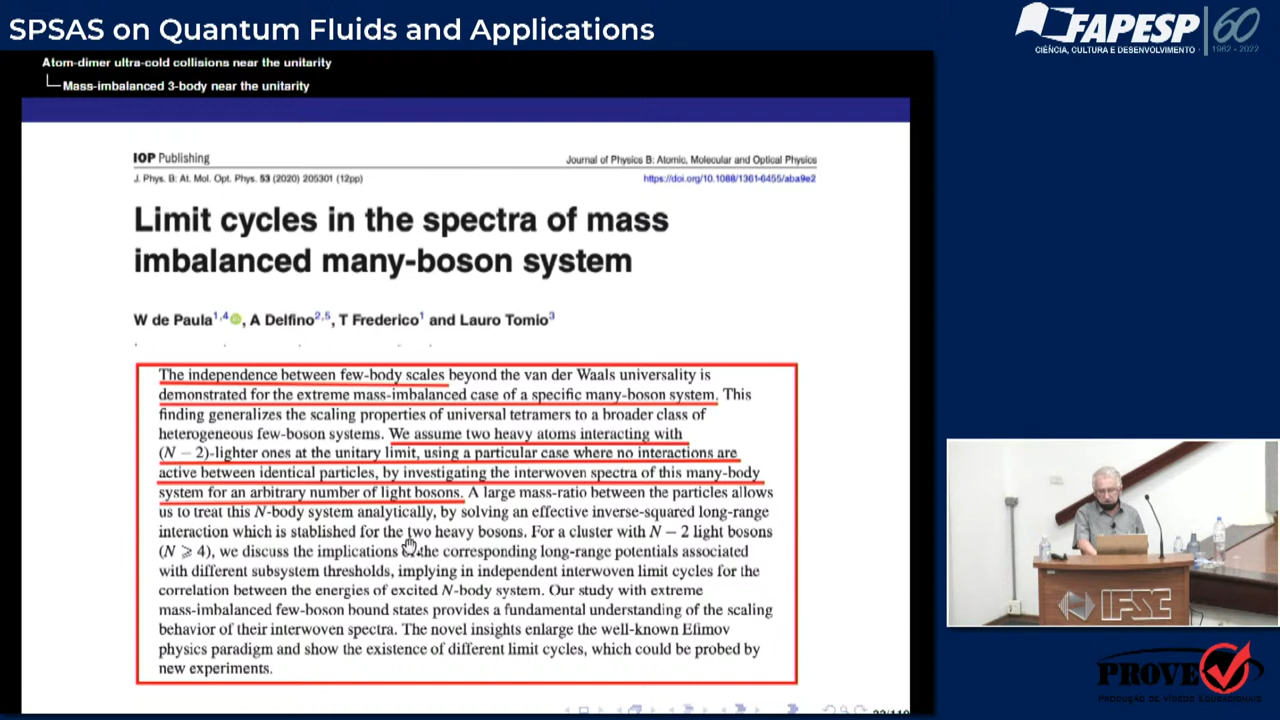 SPSAS on Quantum Fluids and Applications
FAPESP 60
CIÊNCIA, CULTURA E DESENVOLVIMENTO 1962 - 2022
Atom-dimer ultra-cold collisions near the unitarity
Mass-imbalanced 3-body near the unitarity
IOP Publishing
Journal of Physics B: Atomic, Molecular and Optical Physics
J. Phys. B: At. Mol. Opt. Phys. 53 (2020) 205301 (12pp)
https://doi.org/10.1088/1361-6455/aba9e2
Limit cycles in the spectra of mass
imbalanced many-boson system
W de Paula1,4, A Delfino2,5, T Frederico1 and Lauro Tomio3
The independence between few-body scales beyond the van der Waals universality is
demonstrated for the extreme mass-imbalanced case of a specific many-boson system. This
finding generalizes the scaling properties of universal tetramers to a broader class of
heterogeneous few-boson systems. We assume two heavy atoms interacting with
(N − 2)-lighter ones at the unitary limit, using a particular case where no interactions are
active between identical particles, by investigating the interwoven spectra of this many-body
system for an arbitrary number of light bosons. A large mass-ratio between the particles allows
us to treat this N-body system analytically, by solving an effective inverse-squared long-range
interaction which is stablished for the two heavy bosons. For a cluster with N − 2 light bosons
(N ⩾ 4), we discuss the implications the corresponding long-range potentials associated
with different subsystem thresholds, implying in independent interwoven limit cycles for the
correlation between the energies of excited N-body system. Our study with extreme
mass-imbalanced few-boson bound states provides a fundamental understanding of the scaling
behavior of their interwoven spectra. The novel insights enlarge the well-known Efimov
physics paradigm and show the existence of different limit cycles, which could be probed by
new experiments.
IFSC
PROVE
PRODUÇÃO DE VÍDEOS EDUCACIONAIS